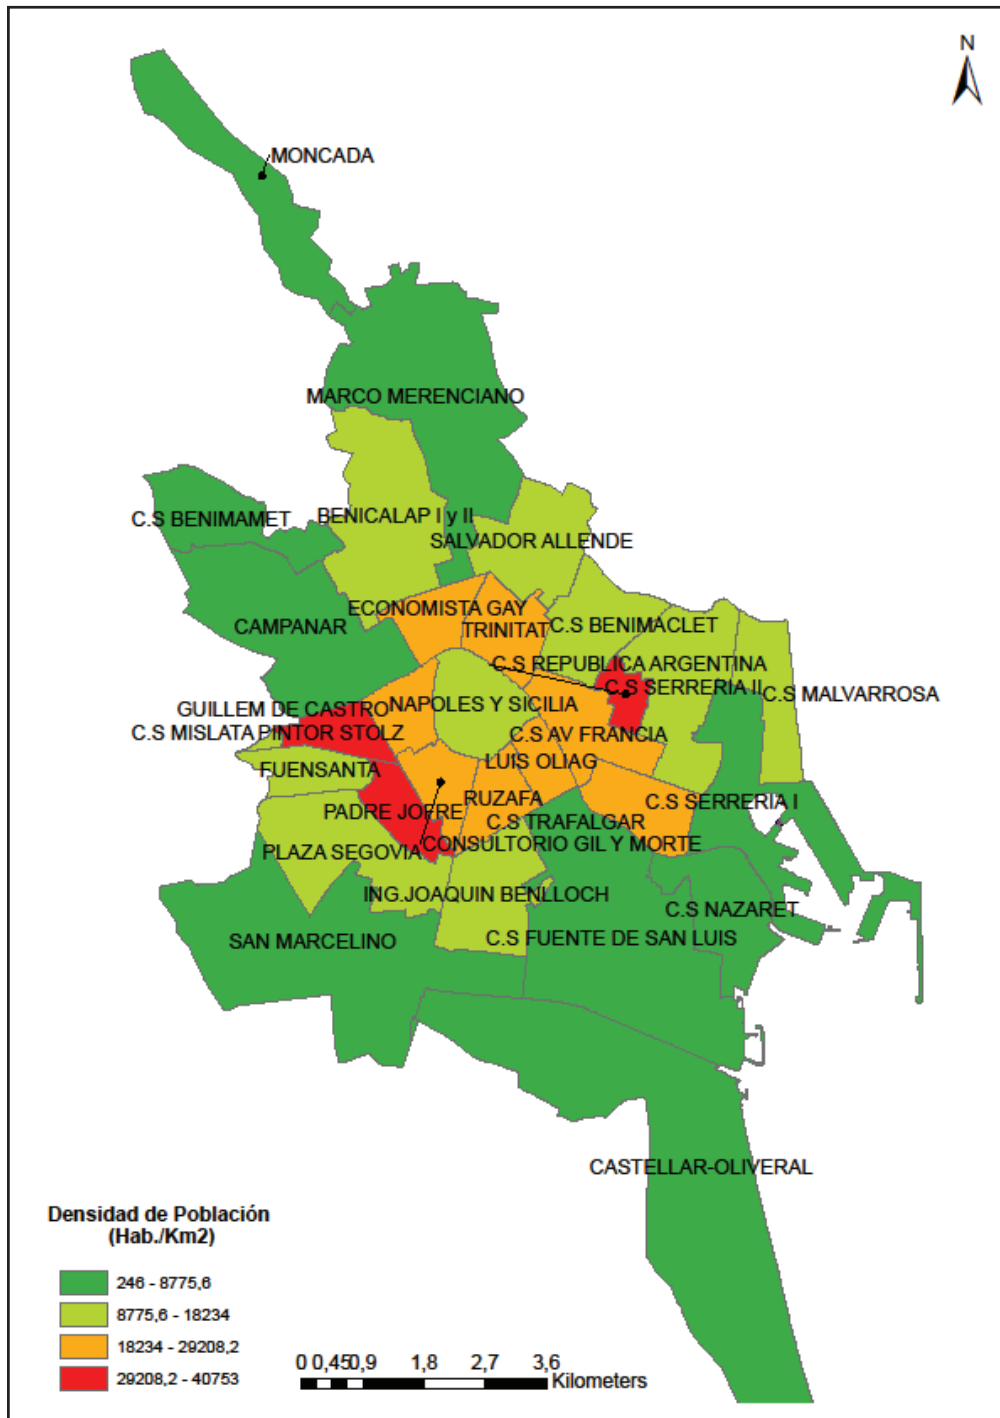 N
MONCADA
MARCO MERENCIANO
C.S BENIMAMET
BENICALAP I y II
SALVADOR ALLENDE
ECONOMISTA GAY
CAMPANAR
TRINITAT
C.S BENIMACLET
C.S REPUBLICA ARGENTINA
C.S SERRERIA II
C.S MALVARROSA
GUILLEM DE CASTRO
NAPOLES Y SICILIA
C.S MISLATA PINTOR STOLZ
C.S AV FRANCIA
FUENSANTA
LUIS OLIAG
RUZAFA
C.S SERRERIA I
PADRE JOFRE
C.S TRAFALGAR
PLAZA SEGOVIA
CONSULTORIO GIL Y MORTE
ING.JOAQUIN BENLLOCH
C.S NAZARET
SAN MARCELINO
C.S FUENTE DE SAN LUIS
CASTELLAR-OLIVERAL
Densidad de Población
(Hab./Km2)
246 - 8775,6
8775,6 - 18234
18234 - 29208,2
29208,2 - 40753
0 0,45 0,9 1,8 2,7 3,6
Kilometers